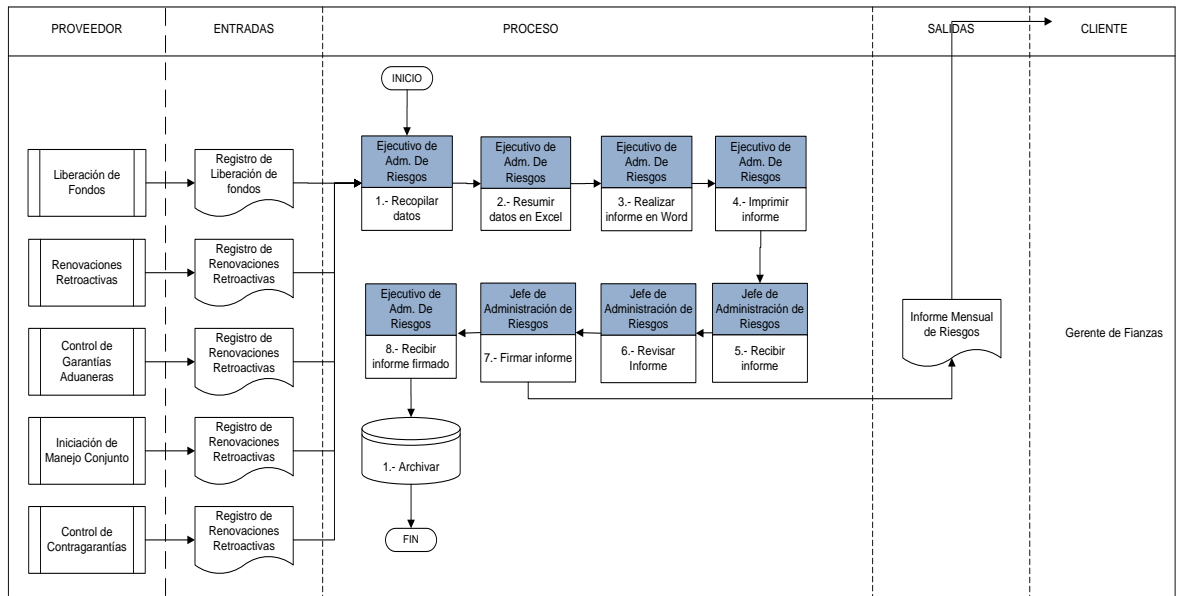 PROVEEDOR
ENTRADAS
PROCESO
SALIDAS
CLIENTE
INICIO
Liberación de
Fondos
Registro de
Liberación de
fondos
Ejecutivo de
Adm. De
Riesgos
1.- Recopilar
datos
Ejecutivo de
Adm. De
Riesgos
2.- Resumir
datos en Excel
Ejecutivo de
Adm. De
Riesgos
3.- Realizar
informe en Word
Ejecutivo de
Adm. De
Riesgos
4.- Imprimir
informe
Renovaciones
Retroactivas
Registro de
Renovaciones
Retroactivas
Control de
Garantías
Aduaneras
Registro de
Renovaciones
Retroactivas
Ejecutivo de
Adm. De
Riesgos
8.- Recibir
informe firmado
Jefe de
Administración de
Riesgos
7.- Firmar informe
Jefe de
Administración de
Riesgos
6.- Revisar
Informe
Jefe de
Administración de
Riesgos
5.- Recibir
informe
Informe Mensual
de Riesgos
Gerente de Fianzas
Iniciación de
Manejo Conjunto
Registro de
Renovaciones
Retroactivas
1.- Archivar
Control de
Contragarantías
Registro de
Renovaciones
Retroactivas
FIN